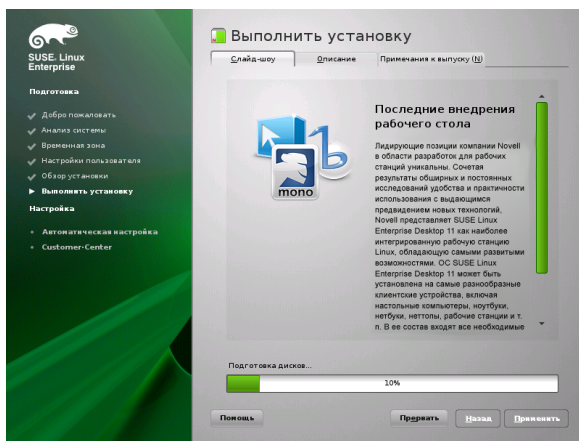 SUSE. Linux
Enterprise
Подготовка
Добро пожаловать
Анализ системы
Временная зона
Настройки пользователя
Обзор установки
Выполнить установку
Настройка
Автоматическая настройка
Customer-Center
Выполнить установку
Слайд-шоу
Описание
Примечания к выпуску (N)
mono
Последние внедрения
рабочего стола
Лидирующие позиции компании Novell
в области разработок для рабочих
станций уникальны. Сочетая
результаты обширных и постоянных
исследований удобства и практичности
использования с выдающимся
предвидением новых технологий,
Novell представляет SUSE Linux
Enterprise Desktop 11 как наиболее
интегрированную рабочую станцию
Linux, обладающую самыми развитыми
возможностями. ОС SUSE Linux
Enterprise Desktop 11 может быть
установлена на самые разнообразные
клиентские устройства, включая
настольные компьютеры, ноутбуки,
нетбуки, неттопы, рабочие станции и т.
п. В ее состав входят все необходимые
Подготовка дисков...
10%
Помощь
Прервать
Назад
Применить